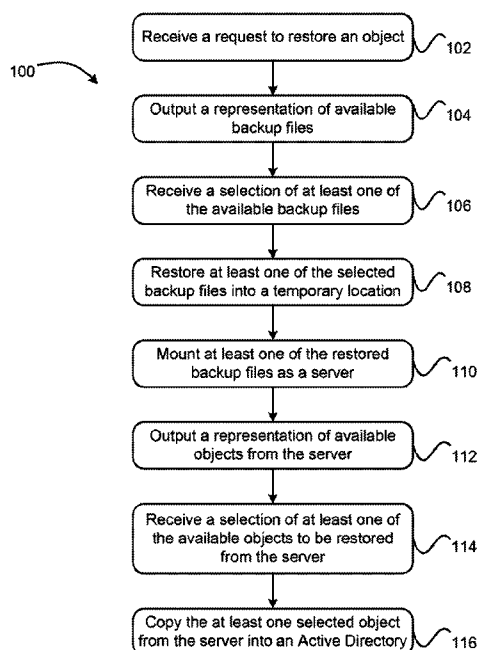 Receive a request to restore an object
102
100
Output a representation of available
backup files
104
Receive a selection of at least one of
the available backup files
106
Restore at least one of the selected
backup files into a temporary location
108
Mount at least one of the restored
backup files as a server
110
Output a representation of available
objects from the server
112
Receive a selection of at least one of
the available objects to be restored
from the server
114
Copy the at least one selected object
from the server into an Active Directory
116